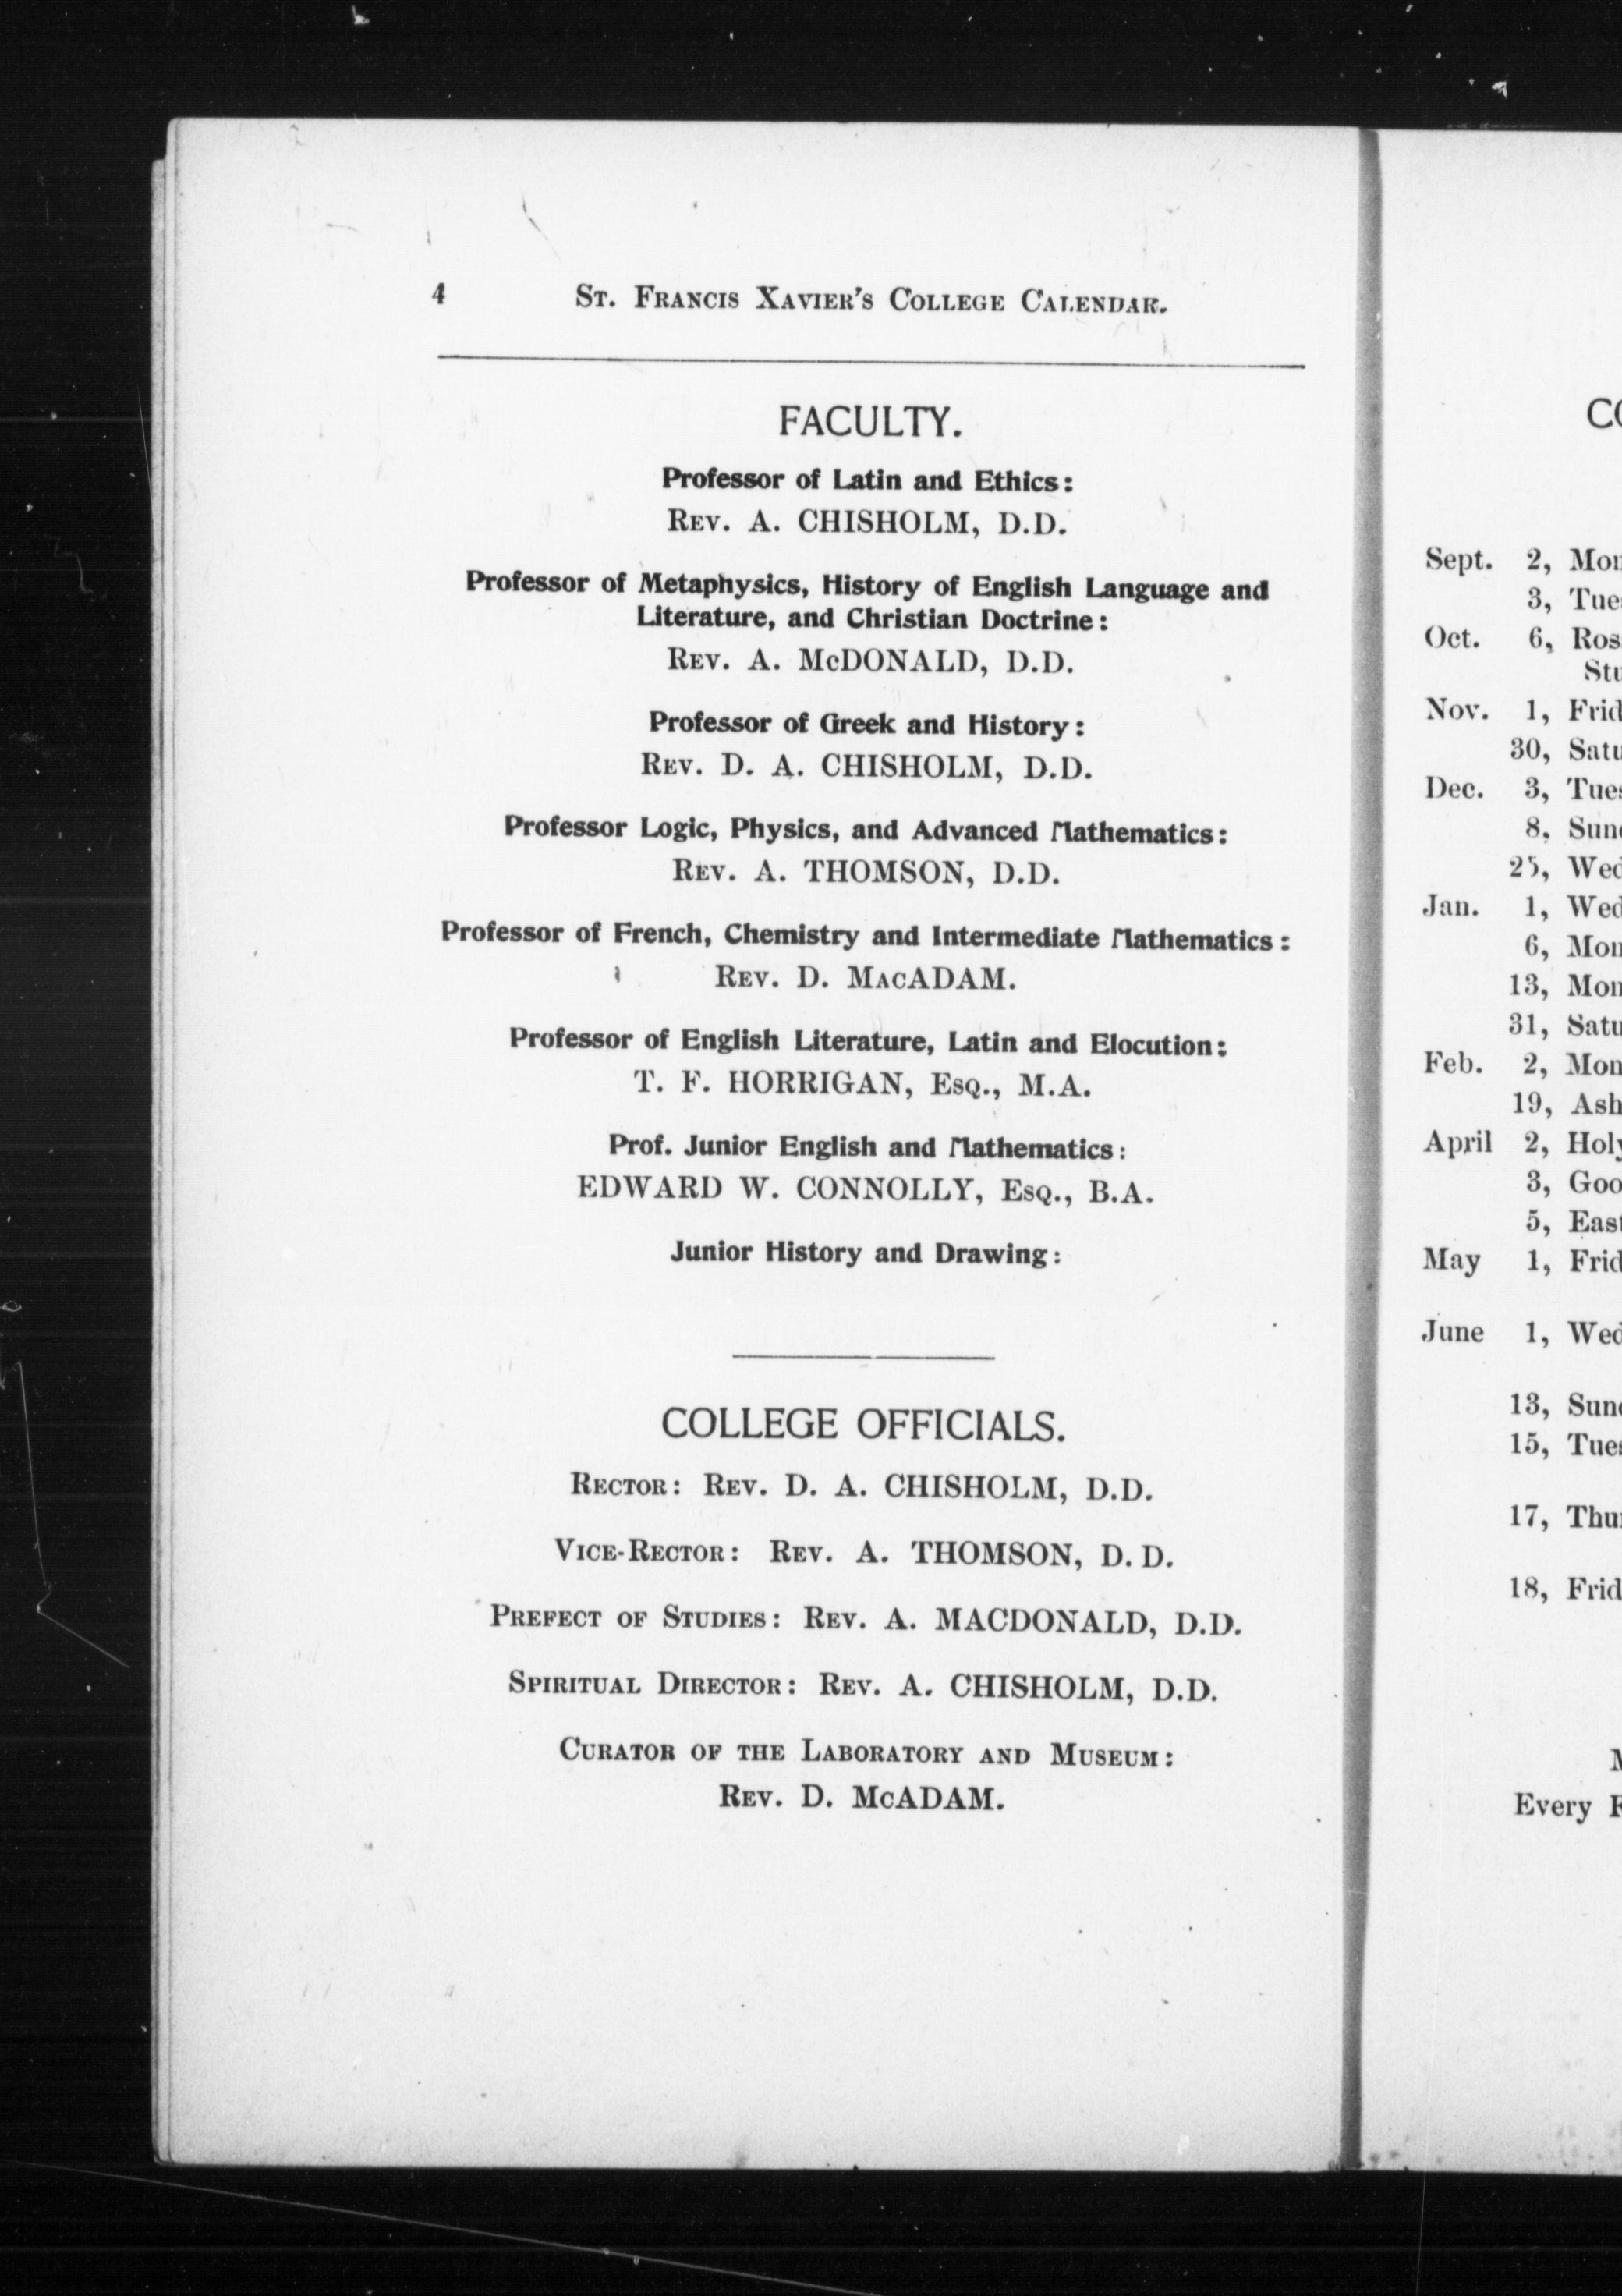 4 ST. FRANCIS XAVIER'S COLLEGE CALENDAR.
FACULTY.
Professor of Latin and Ethics:
REV. A. CHISHOLM, D.D.
Professor of Metaphysics, History of English Language and
Literature, and Christian Doctrine:
REV. A. McDONALD, D.D.
Professor of Greek and History:
REV. D. A. CHISHOLM, D.D.
Professor Logic, Physics, and Advanced Mathematics:
REV. A. THOMSON, D.D.
Professor of French, Chemistry and Intermediate Mathematics:
REV. D. MACADAM.
Professor of English Literature, Latin and Elocution:
T. F. HORRIGAN, ESQ., M.A.
Prof. Junior English and Mathematics:
EDWARD W. CONNOLLY, ESQ., B.A.
Junior History and Drawing:
COLLEGE OFFICIALS.
RECTOR: REV. D. A. CHISHOLM, D.D.
VICE-RECTOR: REV. A. THOMSON, D. D.
PREFECT OF STUDIES: REV. A. MACDONALD, D.D.
SPIRITUAL DIRECTOR: REV. A. CHISHOLM, D.D.
CURATOR OF THE LABORATORY AND MUSEUM:
REV. D. McADAM.
Sept. 2,
3,
Oct. 6,
Nov. 1,
30,
Dec. 3,
8,
25,
Jan. 1,
6,
13,
31,
Feb. 2,
19, Ash
April 2,
3,
5,
May 1,
June 1,
13,
15,
17,
18,
Every